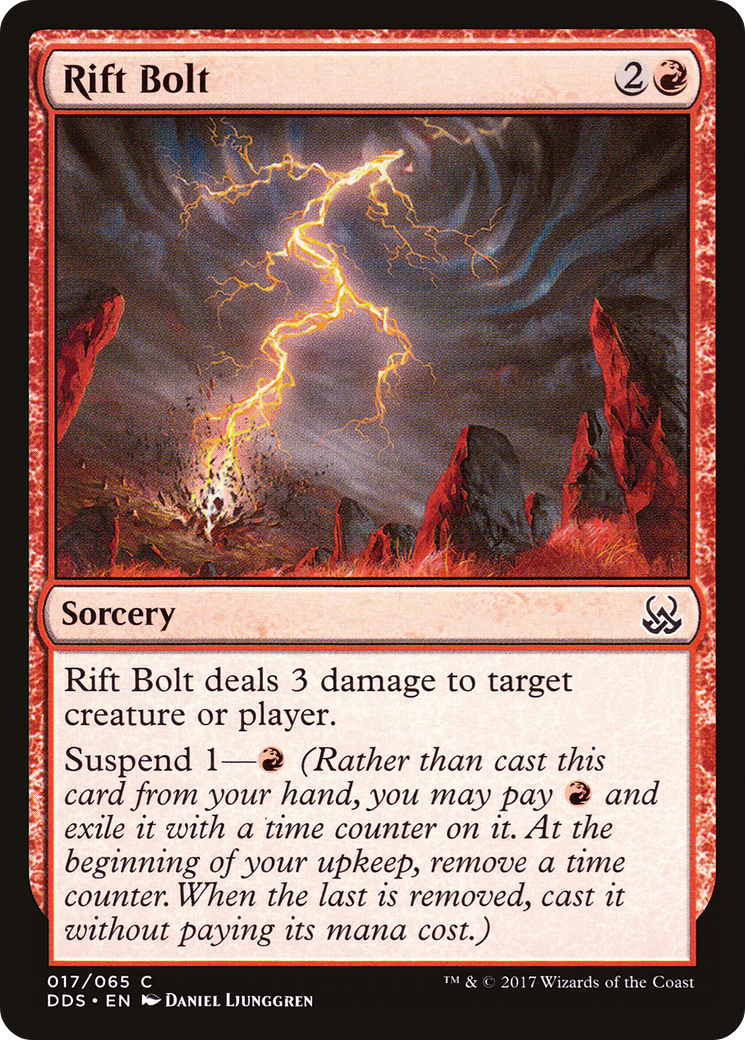 Rift Bolt 2
Sorcery
Rift Bolt deals 3 damage to target
creature or player.
Suspend 1— (Rather than cast this
card from your hand, you may pay and
exile it with a time counter on it. At the
beginning of your upkeep, remove a time
counter. When the last is removed, cast it
without paying its mana cost.)
017/065 C
™ & © 2017 Wizards of the Coast
DDS • EN Daniel Ljunggren